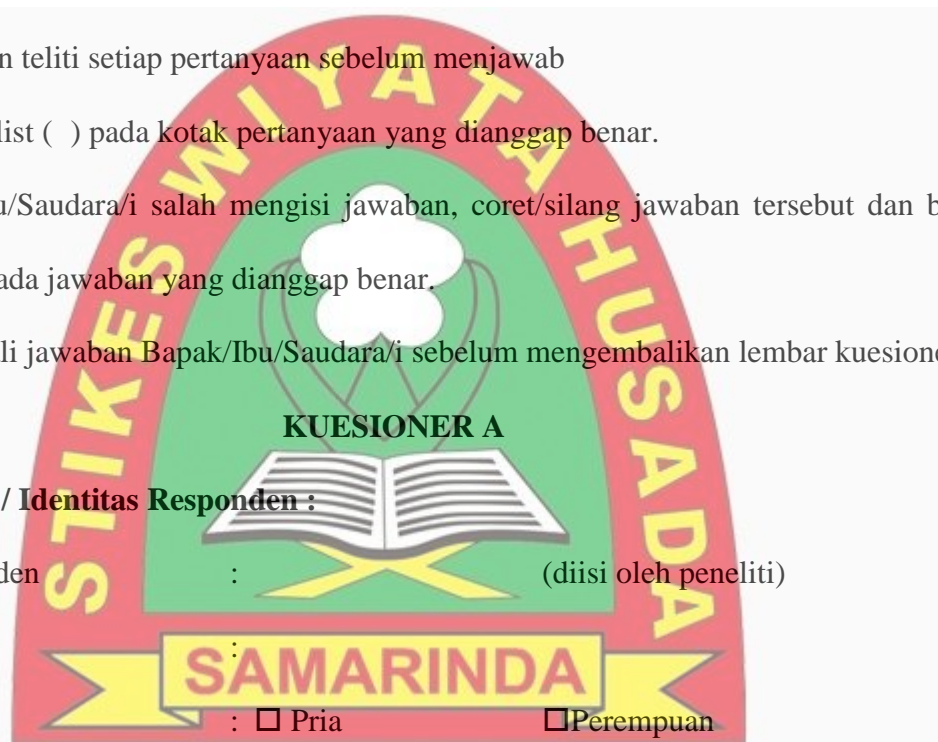 n teliti setiap pertanyaan sebelum menjawab
list ( ) pada kotak pertanyaan yang dianggap benar.
u/Saudara/i salah mengisi jawaban, coret/silang jawaban tersebut dan b
ada jawaban yang dianggap benar.
li jawaban Bapak/Ibu/Saudara/i sebelum mengembalikan lembar kuesione
KUESIONER A
/ Identitas Responden :
den : (diisi oleh peneliti)
:
: ☐ Pria ☐Perempuan
STIKES WIYATA HUSADA
SAMARINDA